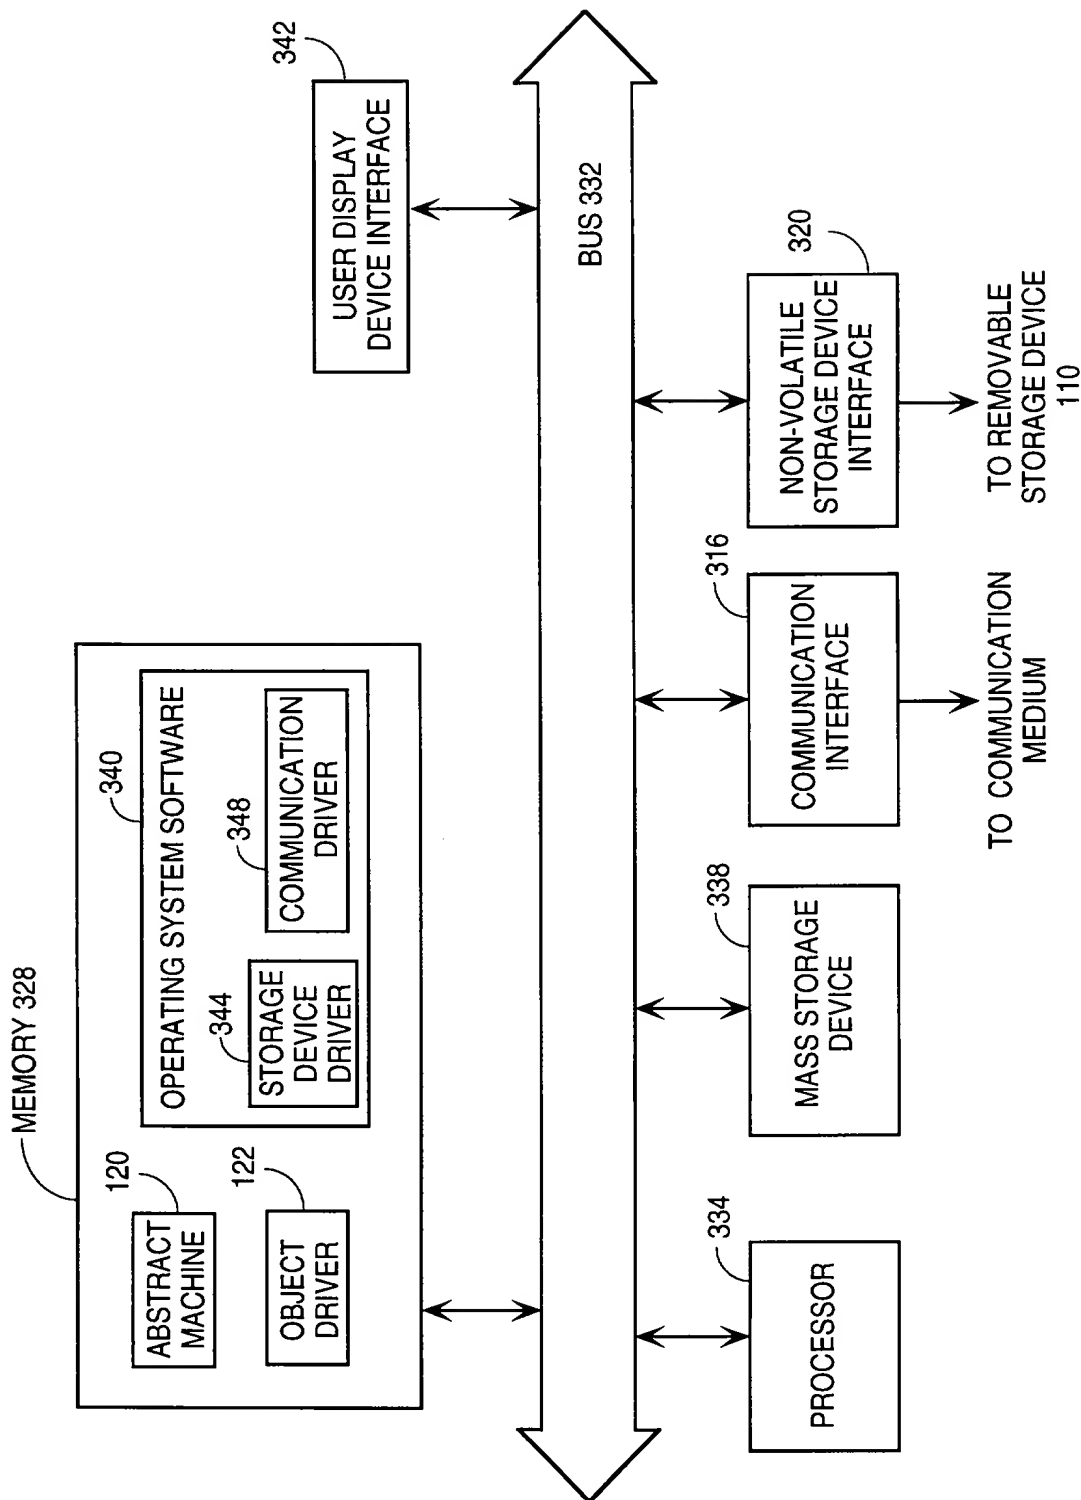 MEMORY 328
340
OPERATING SYSTEM SOFTWARE
120
ABSTRACT
MACHINE
344
STORAGE
DEVICE
DRIVER
348
COMMUNICATION
DRIVER
122
OBJECT
DRIVER
342
USER DISPLAY
DEVICE INTERFACE
BUS 332
334
PROCESSOR
338
MASS STORAGE
DEVICE
316
COMMUNICATION
INTERFACE
TO COMMUNICATION
MEDIUM
320
NON-VOLATILE
STORAGE DEVICE
INTERFACE
TO REMOVABLE
STORAGE DEVICE
110